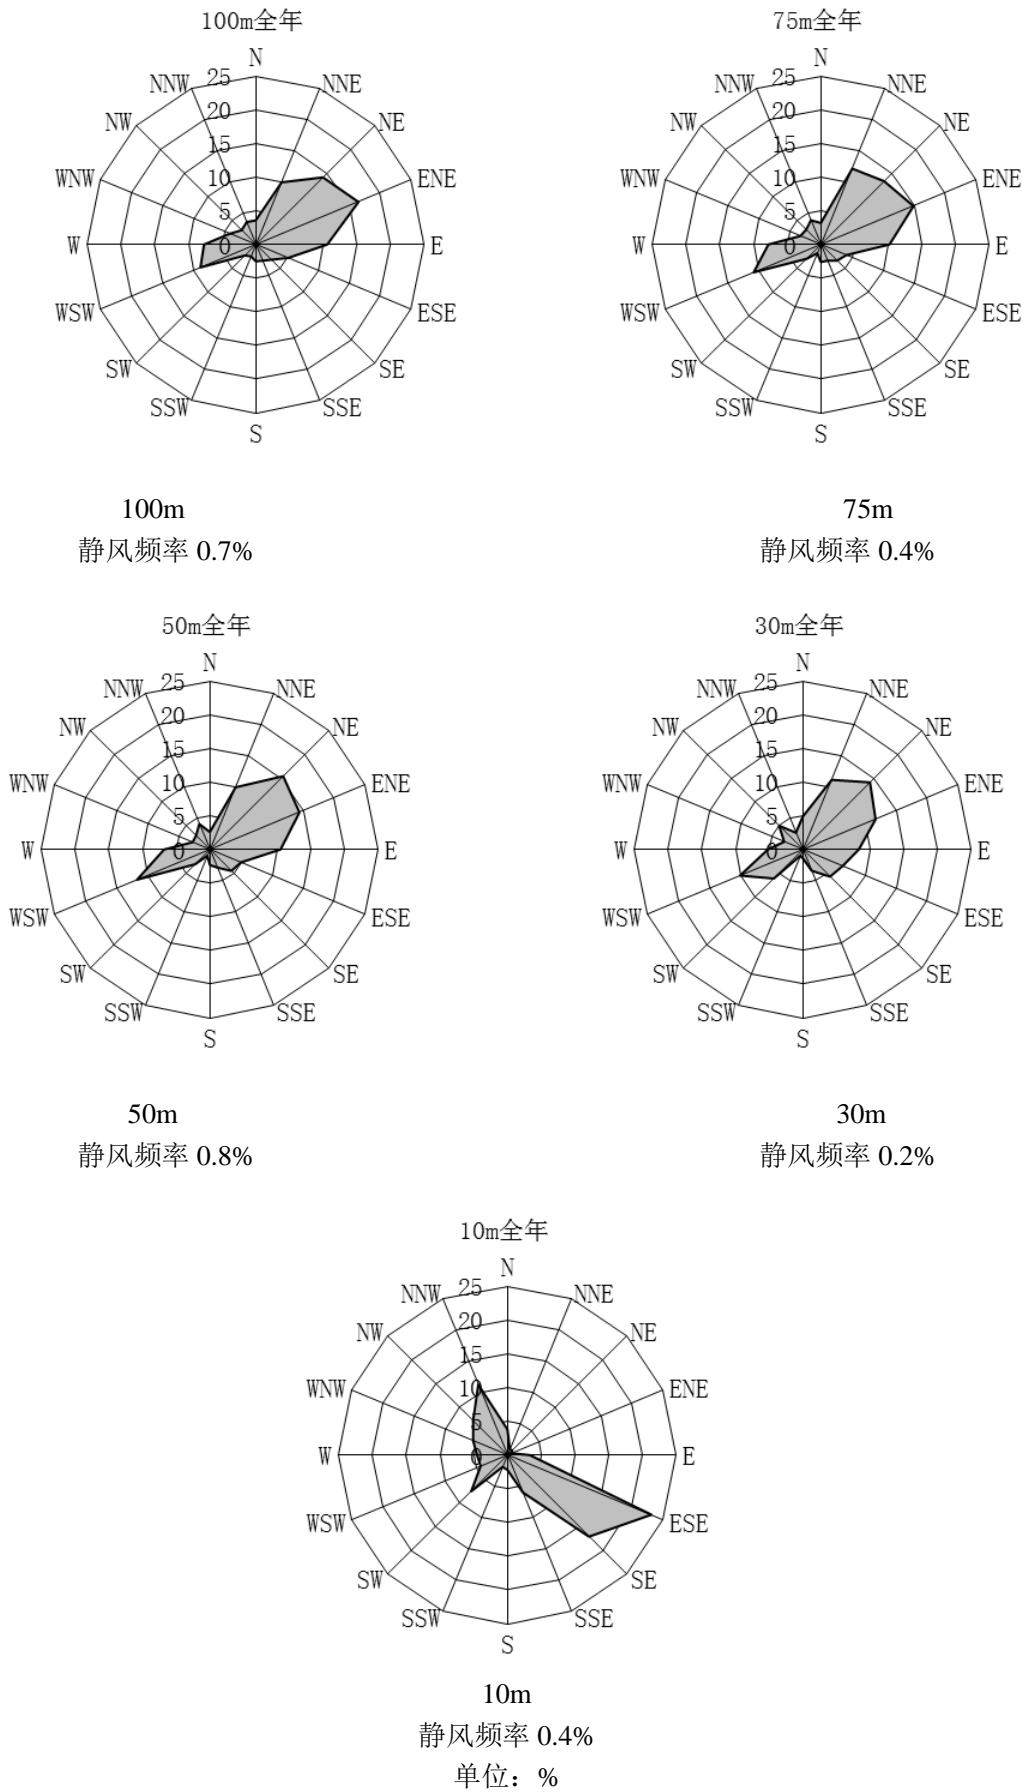 100m全年
N
NNE
NE
ENE
E
ESE
SE
SSE
S
SSW
SW
WSW
W
WNW
NW
NNW
25
20
15
10
5
0
75m全年
N
NNE
NE
ENE
E
ESE
SE
SSE
S
SSW
SW
WSW
W
WNW
NW
NNW
25
20
15
10
5
0
100m
静风频率 0.7%
75m
静风频率 0.4%
50m全年
N
NNE
NE
ENE
E
ESE
SE
SSE
S
SSW
SW
WSW
W
WNW
NW
NNW
25
20
15
10
5
0
30m全年
N
NNE
NE
ENE
E
ESE
SE
SSE
S
SSW
SW
WSW
W
WNW
NW
NNW
25
20
15
10
5
0
50m
静风频率 0.8%
30m
静风频率 0.2%
10m全年
N
NNE
NE
ENE
E
ESE
SE
SSE
S
SSW
SW
WSW
W
WNW
NW
NNW
25
20
15
10
5
0
10m
静风频率 0.4%
单位：%